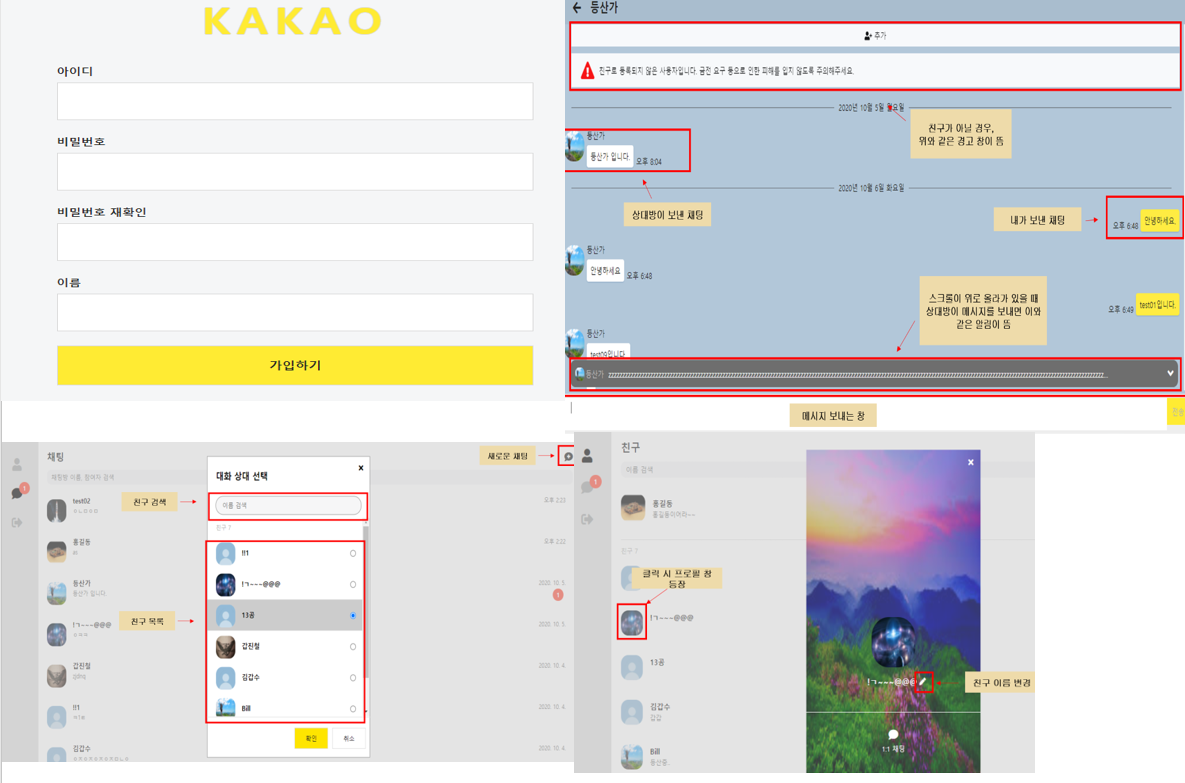 KAKAO
아이디
비밀번호
비밀번호 재확인
이름
가입하기
등산가
추가
친구로 등록되지 않은 사용자입니다. 금전 요구 등으로 인한 피해를 입지 않도록 주의해주세요.
2020년 10월 5일 월요일
친구가 아닐 경우,
위와 같은 경고 창이 뜸
등산가
등산가 입니다.
오후 8:04
상대방이 보낸 채팅
2020년 10월 6일 화요일
내가 보낸 채팅
오후 6:48
안녕하세요.
등산가
안녕하세요
오후 6:48
스크롤이 위로 올라가 있을 때
상대방이 메시지를 보내면 이와
같은 알림이 뜸
오후 6:49
test01입니다.
등산가
test09입니다
등산가
메시지 보내는 창
전송
채팅
채팅방 이름, 참여자 검색
새로운 채팅
1
test02
ㅎㄴㅇㅎㅇ
오후 2:23
홍길동
오후 2:22
등산가
등산가 입니다
2020. 10. 5.
1
!ㄱ~~~@@@
2020. 10. 5.
갑진철
2020. 10. 4.
!!1
2020. 10. 4.
김갑수
2020. 10. 4.
친구 검색
친구 목록
대화 상대 선택
×
이름 검색
친구 7
!!1
!ㄱ~~~@@@
13공
갑진철
김갑수
Bill
확인
취소
친구
이름 검색
1
홍길동
홍길동이어라~~
친구 7
클릭 시 프로필 창
등장
!ㄱ~~~@@@
13공
김갑수
갑갑
Bill
등산중.
×
!ㄱ~~~@@@
친구 이름 변경
1:1 채팅